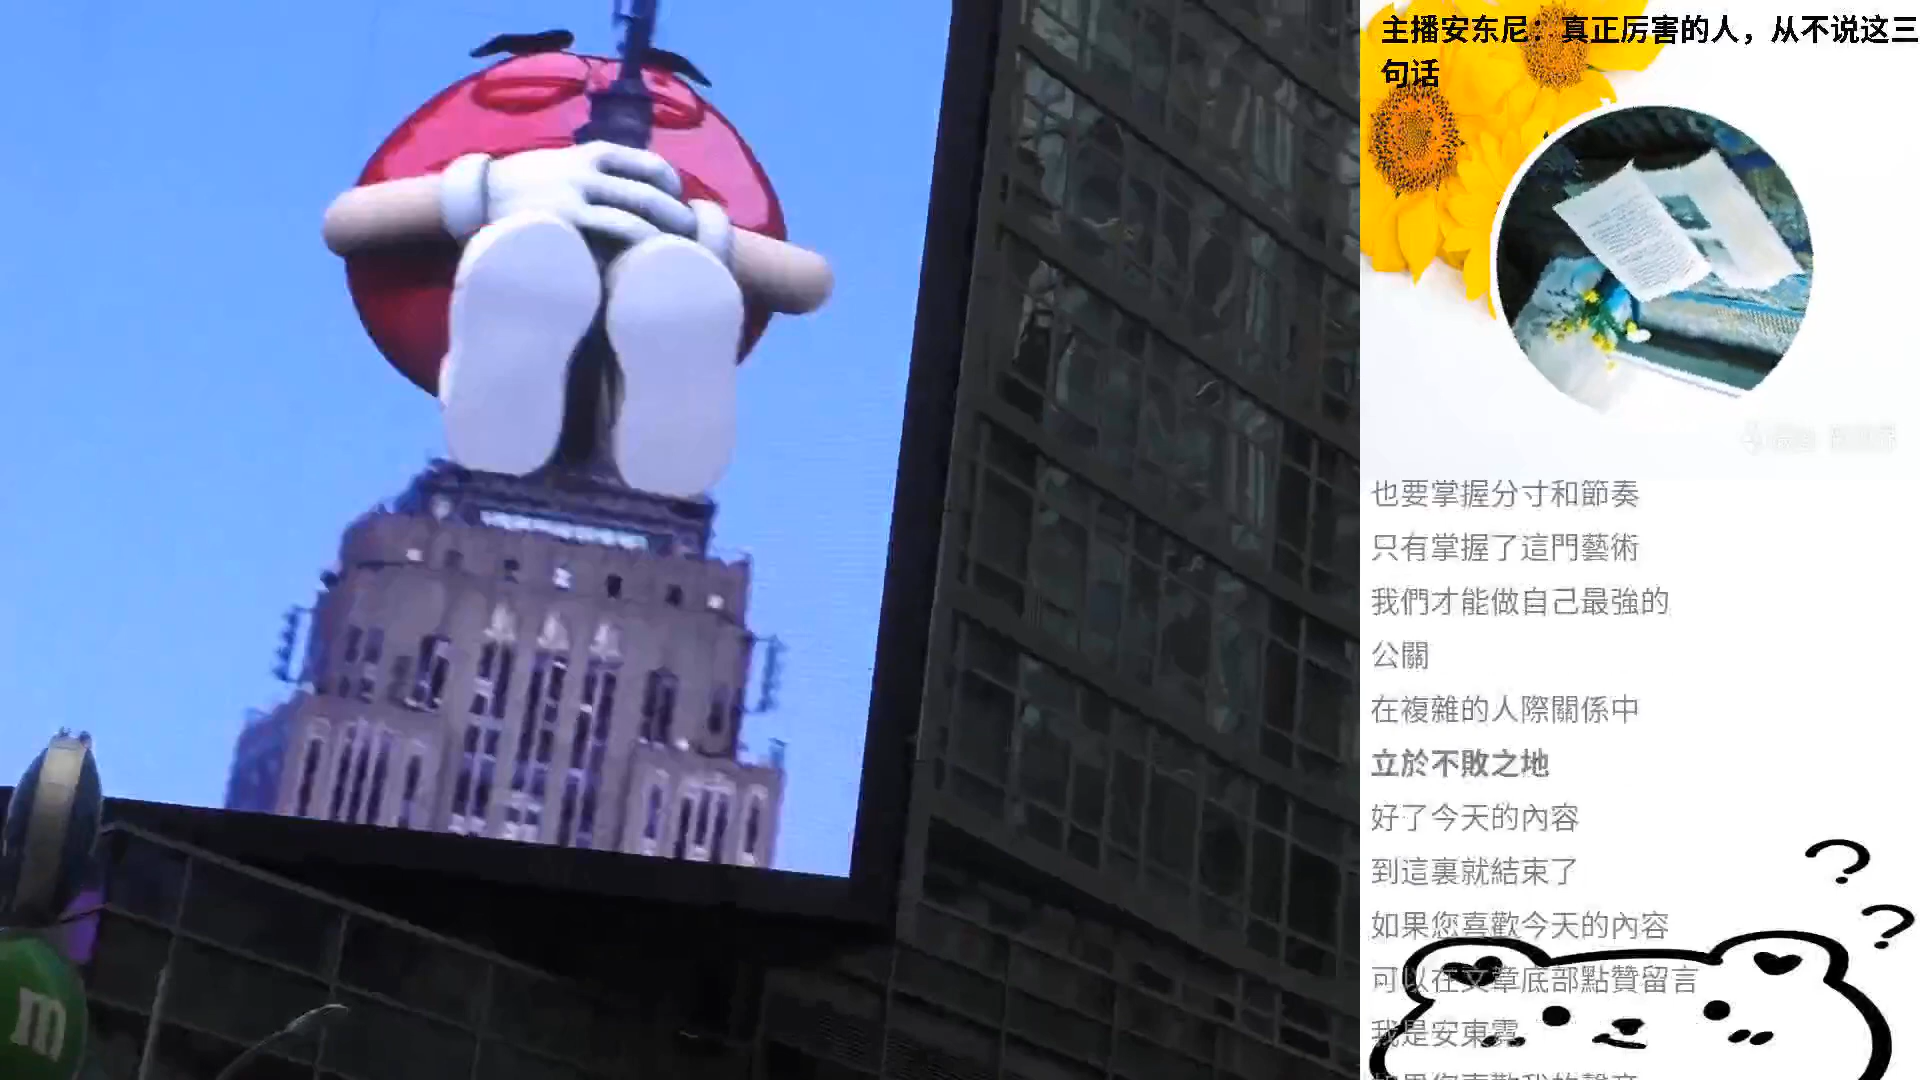 主播安东尼：真正厉害的人，从不说这三
句话
也要掌握分寸和節奏
只有掌握了這門藝術
我們才能做自己最強的
公關
在複雜的人際關係中
立於不敗之地
好了今天的內容
到這裏就結束了
如果您喜歡今天的內容
可以在文章底部點贊留言
我是安東霓
m